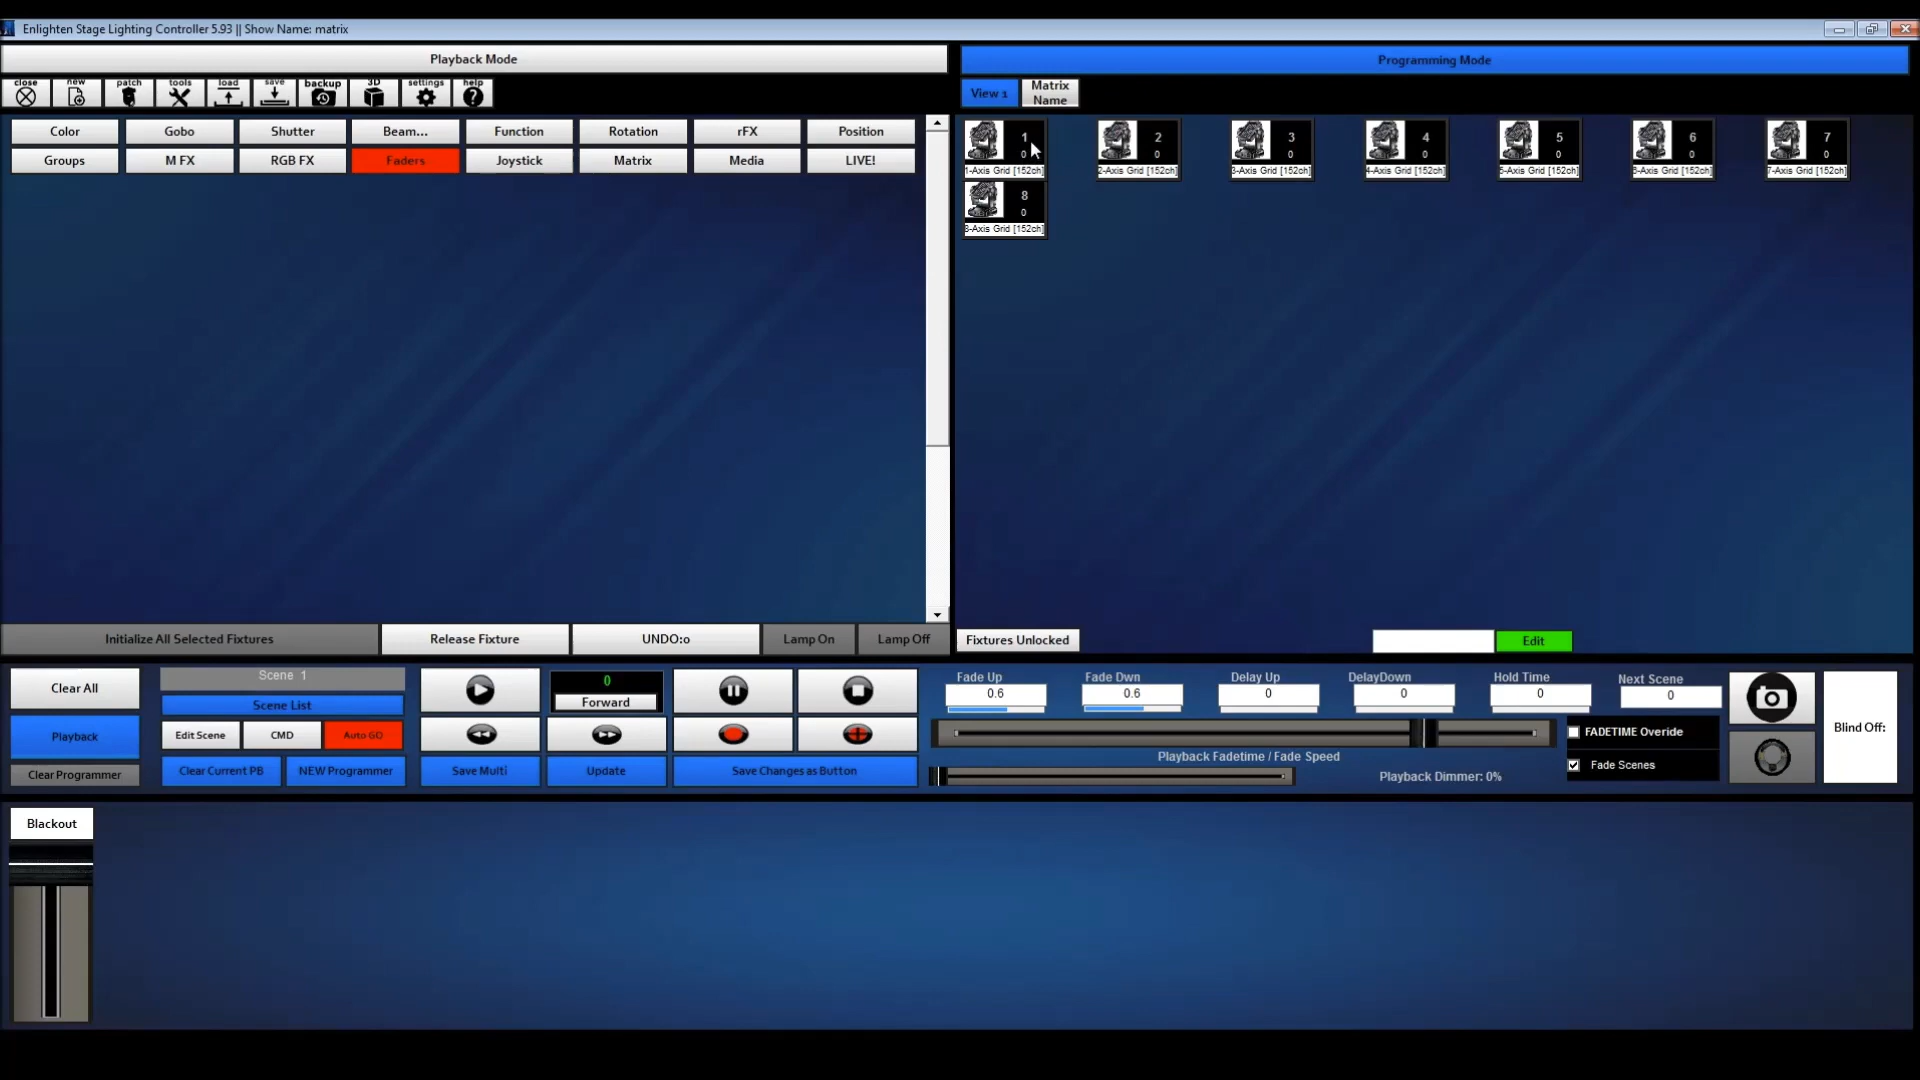 Enlighten Stage Lighting Controller 5.93 || Show Name: matrix
Playback Mode
Programming Mode
close new patch tools load save backup 3D settings help
View 1
Matrix
Name
Color Gobo Shutter Beam... Function Rotation rFX Position
Groups M FX RGB FX Faders Joystick Matrix Media LIVE!
1 2 3 4 5 6 7
0 0 0 0 0 0 0
1-Axis Grid [152ch] 2-Axis Grid [152ch] 3-Axis Grid [152ch] 4-Axis Grid [152ch] 5-Axis Grid [152ch] 6-Axis Grid [152ch] 7-Axis Grid [152ch]
8
0
8-Axis Grid [152ch]
Initialize All Selected Fixtures Release Fixture UNDO:0 Lamp On Lamp Off
Fixtures Unlocked Edit
Clear All
Playback
Clear Programmer
Scene 1
Scene List
Edit Scene CMD Auto GO
Clear Current PB NEW Programmer
0
Forward
Save Multi Update Save Changes as Button
Fade Up Fade Dwn Delay Up DelayDown Hold Time Next Scene
0.6 0.6 0 0 0 0
FADETIME Override
Playback Fadetime / Fade Speed
Fade Scenes
Playback Dimmer: 0%
Blind Off:
Blackout